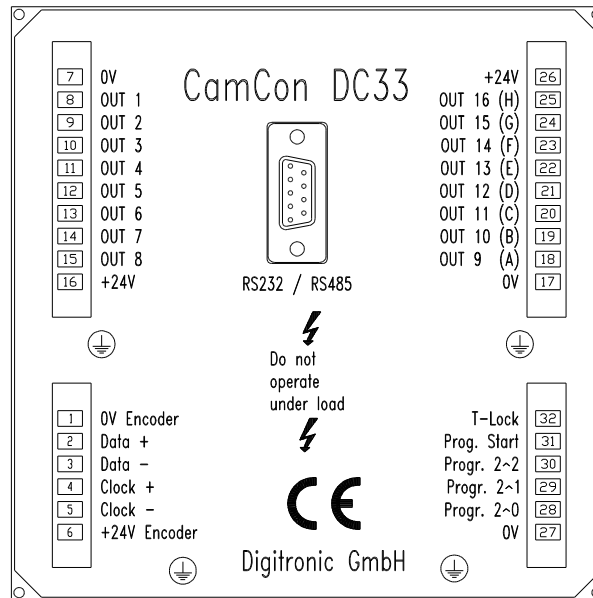 CamCon DC33
7 0V
8 OUT 1
9 OUT 2
10 OUT 3
11 OUT 4
12 OUT 5
13 OUT 6
14 OUT 7
15 OUT 8
16 +24V
+24V 26
OUT 16 (H) 25
OUT 15 (G) 24
OUT 14 (F) 23
OUT 13 (E) 22
OUT 12 (D) 21
OUT 11 (C) 20
OUT 10 (B) 19
OUT 9 (A) 18
0V 17
RS232 / RS485
Do not
operate
under load
1 0V Encoder
2 Data +
3 Data -
4 Clock +
5 Clock -
6 +24V Encoder
T-Lock 32
Prog. Start 31
Progr. 2^2 30
Progr. 2^1 29
Progr. 2^0 28
0V 27
CE
Digitronic GmbH